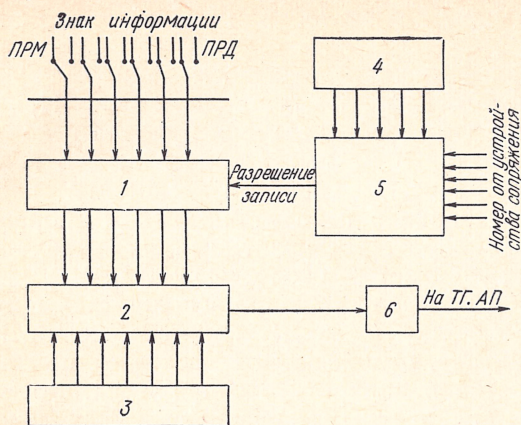 Знак информации
ПРМ
ПРД
4
1
Разрешение
записи
5
Номер от устрой-
ства сопряжения
2
6
На ТГ. АП
3